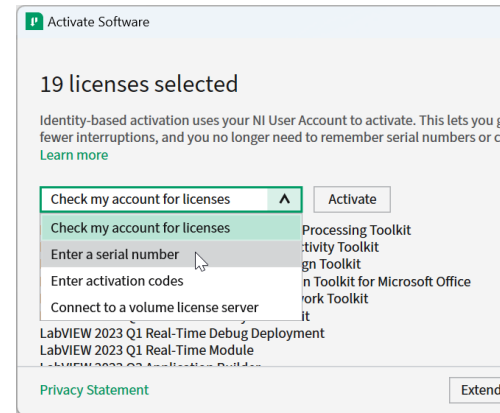 Activate Software
19 licenses selected
Identity-based activation uses your NI User Account to activate. This lets you
fewer interruptions, and you no longer need to remember serial numbers or
Learn more
Check my account for licenses
Activate
Check my account for licenses
Processing Toolkit
Enter a serial number
Toolkit
Toolkit
Enter activation codes
Toolkit for Microsoft Office
Toolkit
Connect to a volume license server
LabVIEW 2023 Q1 Real-Time Debug Deployment
LabVIEW 2023 Q1 Real-Time Module
Privacy Statement
Extend